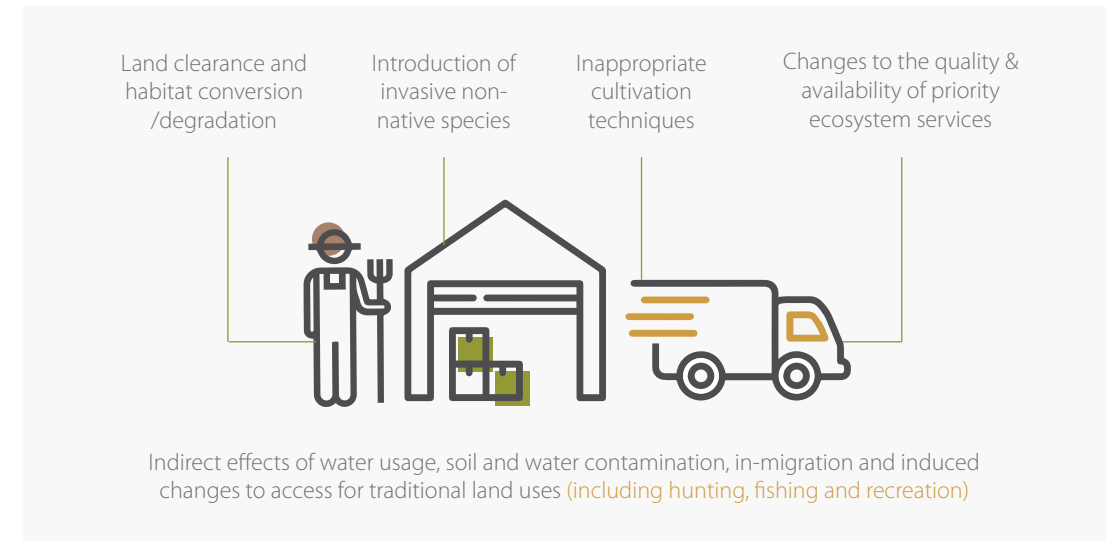 Land clearance and
habitat conversion
/degradation
Introduction of
invasive non-
native species
Inappropriate
cultivation
techniques
Changes to the quality &
availability of priority
ecosystem services
Indirect effects of water usage, soil and water contamination, in-migration and induced
changes to access for traditional land uses (including hunting, fishing and recreation)